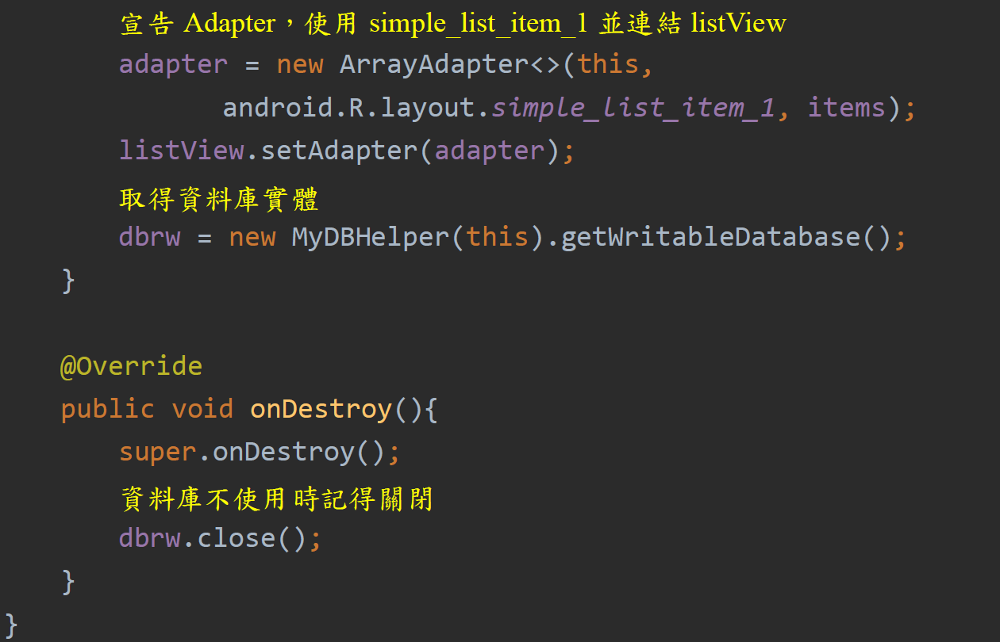 宣告 Adapter，使用 simple_list_item_1 並連結 listView
adapter = new ArrayAdapter<>(this,
android.R.layout.simple_list_item_1, items);
listView.setAdapter(adapter);
取得資料庫實體
dbrw = new MyDBHelper(this).getWritableDatabase();
}
@Override
public void onDestroy(){
super.onDestroy();
資料庫不使用時記得關閉
dbrw.close();
}
}